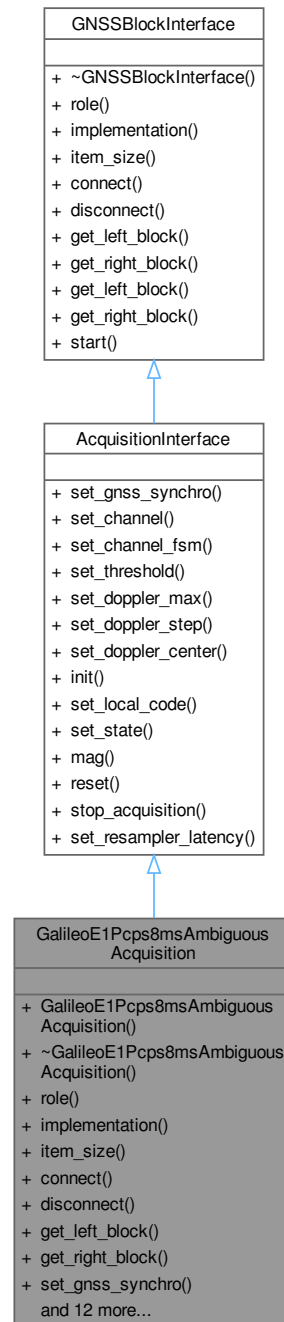 GNSSBlockInterface
+ ~GNSSBlockInterface()
+ role()
+ implementation()
+ item_size()
+ connect()
+ disconnect()
+ get_left_block()
+ get_right_block()
+ get_left_block()
+ get_right_block()
+ start()
AcquisitionInterface
+ set_gnss_synchro()
+ set_channel()
+ set_channel_fsm()
+ set_threshold()
+ set_doppler_max()
+ set_doppler_step()
+ set_doppler_center()
+ init()
+ set_local_code()
+ set_state()
+ mag()
+ reset()
+ stop_acquisition()
+ set_resampler_latency()
GalileoE1Pcps8msAmbiguous
Acquisition
+ GalileoE1Pcps8msAmbiguous
Acquisition()
+ ~GalileoE1Pcps8msAmbiguous
Acquisition()
+ role()
+ implementation()
+ item_size()
+ connect()
+ disconnect()
+ get_left_block()
+ get_right_block()
+ set_gnss_synchro()
and 12 more...